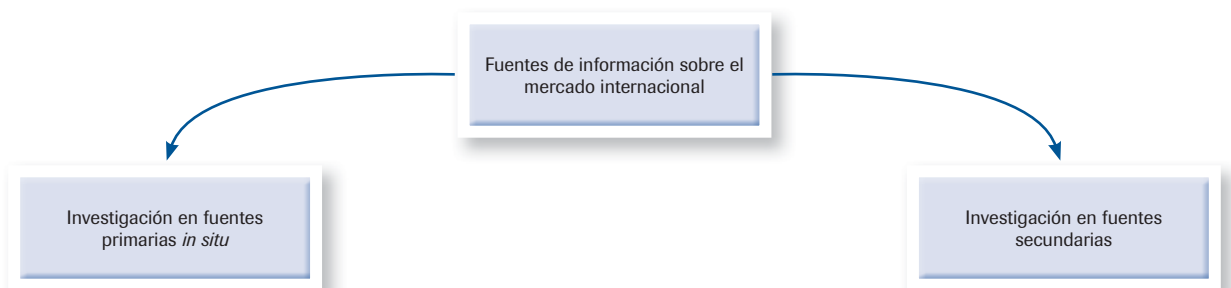 Fuentes de información sobre el
mercado internacional
Investigación en fuentes
primarias in situ
Investigación en fuentes
secundarias